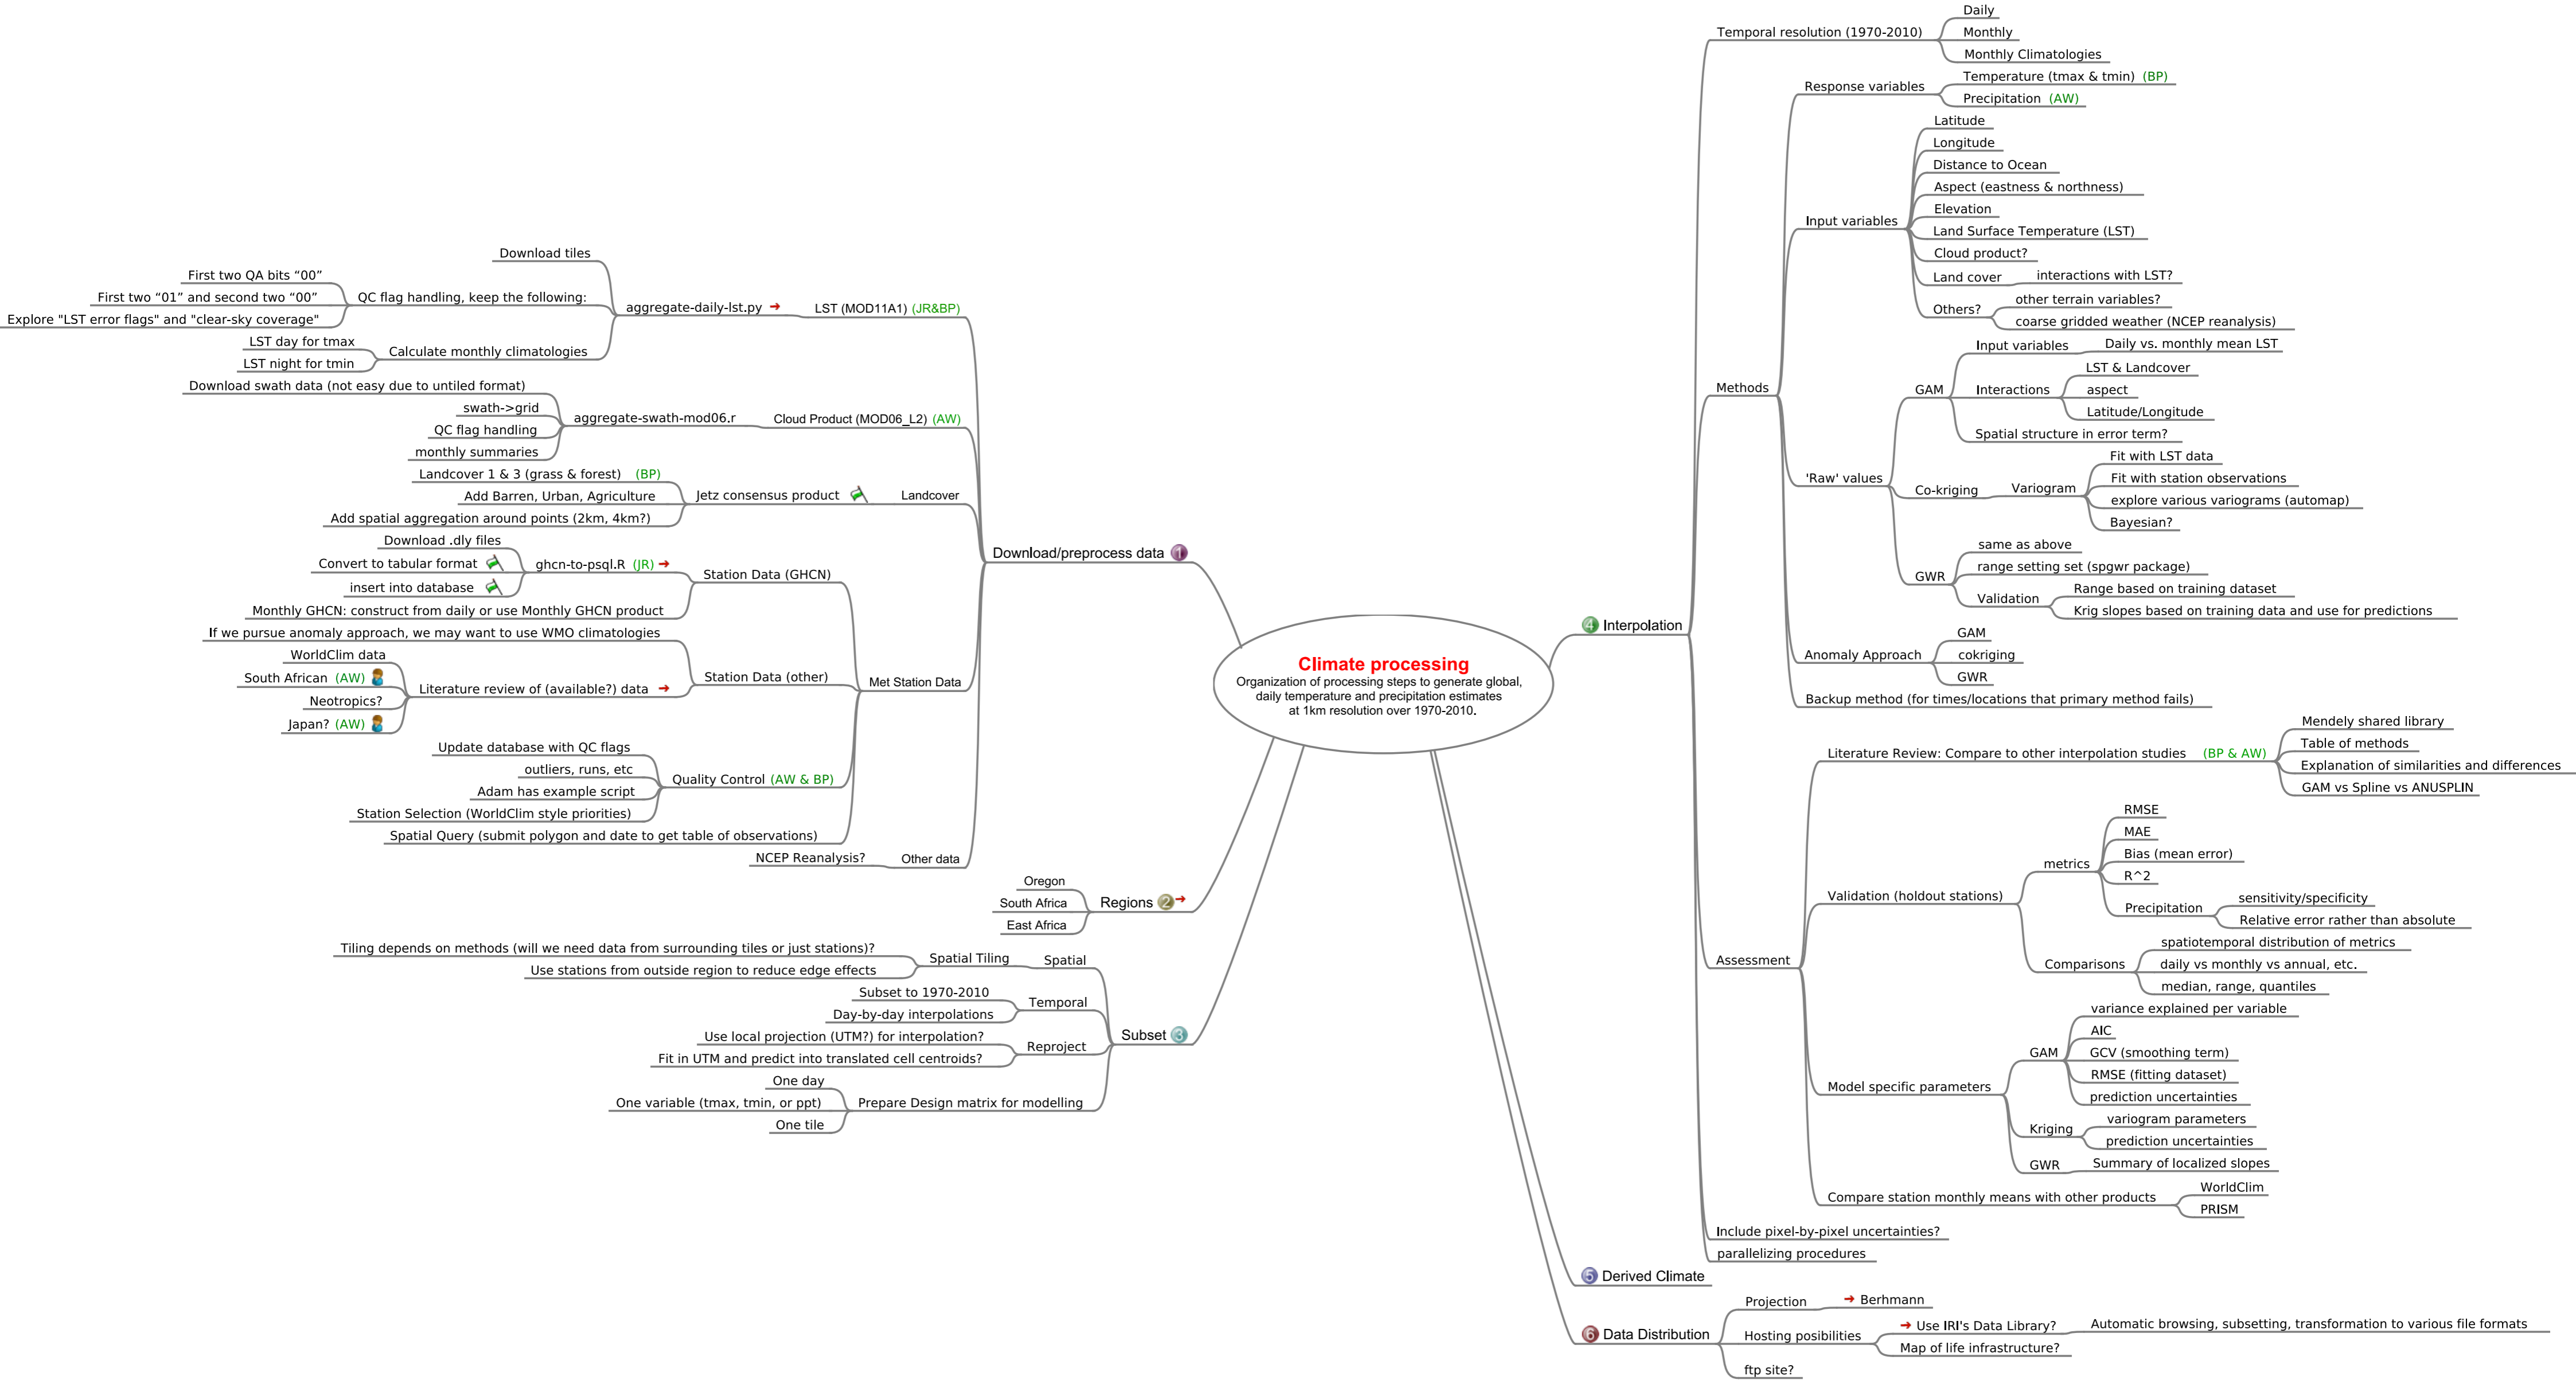 Climate processing
Organization of processing steps to generate global,
daily temperature and precipitation estimates
at 1km resolution over 1970-2010.
Download/preprocess data 1
LST (MOD11A1) (JR&BP)
aggregate-daily-lst.py
Download tiles
QC flag handling, keep the following:
First two QA bits “00”
First two “01” and second two “00”
Explore "LST error flags" and "clear-sky coverage"
Calculate monthly climatologies
LST day for tmax
LST night for tmin
Cloud Product (MOD06_L2) (AW)
aggregate-swath-mod06.r
Download swath data (not easy due to untiled format)
swath->grid
QC flag handling
monthly summaries
Landcover
Jetz consensus product
Landcover 1 & 3 (grass & forest) (BP)
Add Barren, Urban, Agriculture
Add spatial aggregation around points (2km, 4km?)
Met Station Data
Station Data (GHCN)
ghcn-to-psql.R (JR)
Download .dly files
Convert to tabular format
insert into database
Monthly GHCN: construct from daily or use Monthly GHCN product
Station Data (other)
If we pursue anomaly approach, we may want to use WMO climatologies
Literature review of (available?) data
WorldClim data
South African (AW)
Neotropics?
Japan? (AW)
Quality Control (AW & BP)
Update database with QC flags
outliers, runs, etc
Adam has example script
Station Selection (WorldClim style priorities)
Spatial Query (submit polygon and date to get table of observations)
Other data
NCEP Reanalysis?
Regions 2
Oregon
South Africa
East Africa
Subset 3
Spatial
Spatial Tiling
Tiling depends on methods (will we need data from surrounding tiles or just stations)?
Use stations from outside region to reduce edge effects
Temporal
Subset to 1970-2010
Day-by-day interpolations
Reproject
Use local projection (UTM?) for interpolation?
Fit in UTM and predict into translated cell centroids?
Prepare Design matrix for modelling
One day
One variable (tmax, tmin, or ppt)
One tile
4 Interpolation
Temporal resolution (1970-2010)
Daily
Monthly
Monthly Climatologies
Methods
Response variables
Temperature (tmax & tmin) (BP)
Precipitation (AW)
Input variables
Latitude
Longitude
Distance to Ocean
Aspect (eastness & northness)
Elevation
Land Surface Temperature (LST)
Cloud product?
Land cover
interactions with LST?
Others?
other terrain variables?
coarse gridded weather (NCEP reanalysis)
'Raw' values
GAM
Input variables
Daily vs. monthly mean LST
Interactions
LST & Landcover
aspect
Latitude/Longitude
Spatial structure in error term?
Co-kriging
Variogram
Fit with LST data
Fit with station observations
explore various variograms (automap)
Bayesian?
GWR
same as above
range setting set (spgwr package)
Validation
Range based on training dataset
Krig slopes based on training data and use for predictions
Anomaly Approach
GAM
cokriging
GWR
Backup method (for times/locations that primary method fails)
Assessment
Literature Review: Compare to other interpolation studies (BP & AW)
Mendely shared library
Table of methods
Explanation of similarities and differences
GAM vs Spline vs ANUSPLIN
Validation (holdout stations)
metrics
RMSE
MAE
Bias (mean error)
R^2
Precipitation
sensitivity/specificity
Relative error rather than absolute
Comparisons
spatiotemporal distribution of metrics
daily vs monthly vs annual, etc.
median, range, quantiles
Model specific parameters
GAM
variance explained per variable
AIC
GCV (smoothing term)
RMSE (fitting dataset)
prediction uncertainties
Kriging
variogram parameters
prediction uncertainties
GWR
Summary of localized slopes
Compare station monthly means with other products
WorldClim
PRISM
Include pixel-by-pixel uncertainties?
parallelizing procedures
5 Derived Climate
6 Data Distribution
Projection
Berhmann
Hosting posibilities
Use IRI's Data Library?
Automatic browsing, subsetting, transformation to various file formats
Map of life infrastructure?
ftp site?